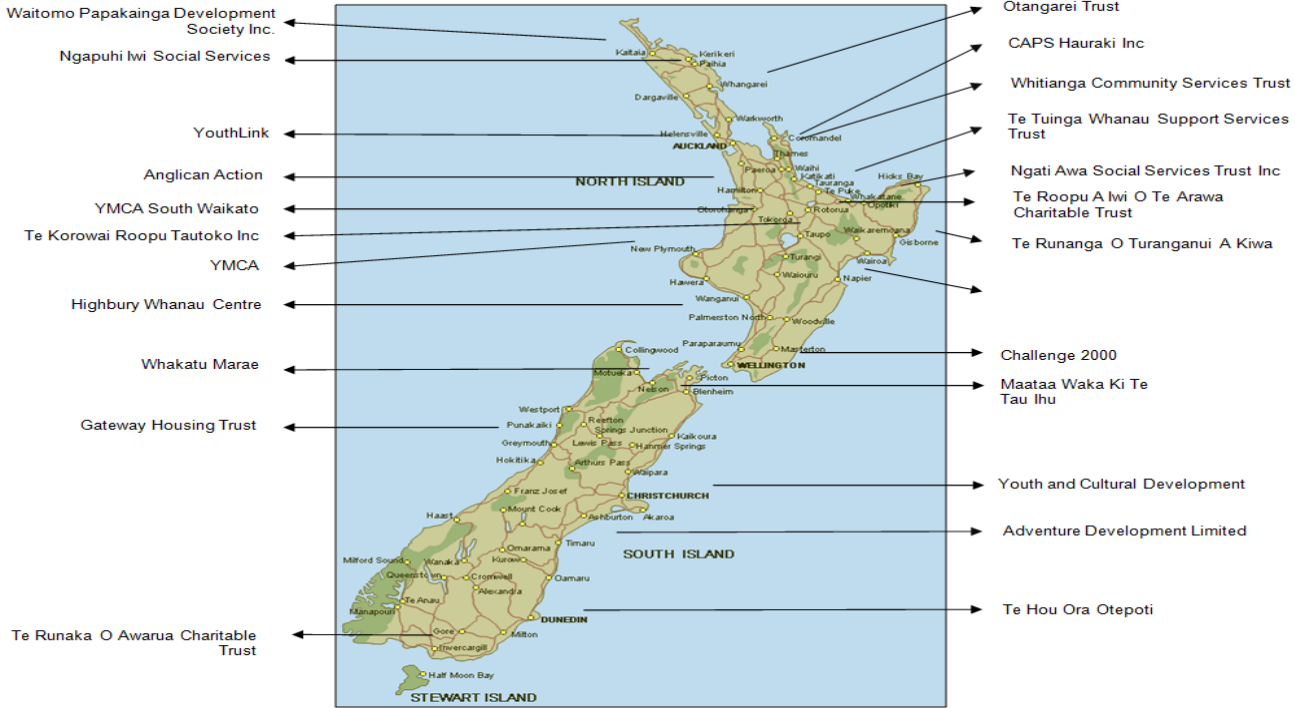 Waitomo Papakainga Development
Society Inc.
Ngapuhi Iwi Social Services
YouthLink
Anglican Action
YMCA South Waikato
Te Korowai Roopu Tautoko Inc
YMCA
Highbury Whanau Centre
Whakatu Marae
Gateway Housing Trust
Te Runaka O Awarua Charitable
Trust
Kaitaia
Kerikeri
Paihia
Whangarei
Dargaville
Warkworth
Helensville
Coromandel
AUCKLAND
Thames
Paeroa
Waihi
Katikati
NORTH ISLAND
Tauranga
Hicks Bay
Hamilton
Te Puke
Whakatane
Opotiki
Otorohanga
Tokoroa
Rotorua
Taupo
Waikaremoana
Gisborne
New Plymouth
Turangi
Wairoa
Waiouru
Napier
Hawera
Wanganui
Palmerston North
Woodville
Paraparaumu
Masterton
Collingwood
WELLINGTON
Motueka
Picton
Nelson
Blenheim
Westport
Reefton
Punakaiki
Springs Junction
Kaikoura
Greymouth
Lewis Pass
Hanmer Springs
Hokitika
Arthurs Pass
Waipara
Franz Josef
CHRISTCHURCH
Mount Cook
Haast
Ashburton
Akaroa
Timaru
SOUTH ISLAND
Omarama
Milford Sound
Wanaka
Kurow
Queenstown
Cromwell
Oamaru
Alexandra
Te Anau
Manapouri
DUNEDIN
Gore
Milton
Invercargill
Half Moon Bay
STEWART ISLAND
Otangarei Trust
CAPS Hauraki Inc
Whitianga Community Services Trust
Te Tuinga Whanau Support Services
Trust
Ngati Awa Social Services Trust Inc
Te Roopu A Iwi O Te Arawa
Charitable Trust
Te Runanga O Turanganui A Kiwa
Challenge 2000
Maataa Waka Ki Te
Tau Ihu
Youth and Cultural Development
Adventure Development Limited
Te Hou Ora Otepoti